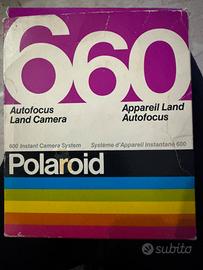 660
Autofocus
Land Camera
Appareil Land
Autofocus
600 Instant Camera System
Système d'Appareil Instantané 600
Polaroid
subito